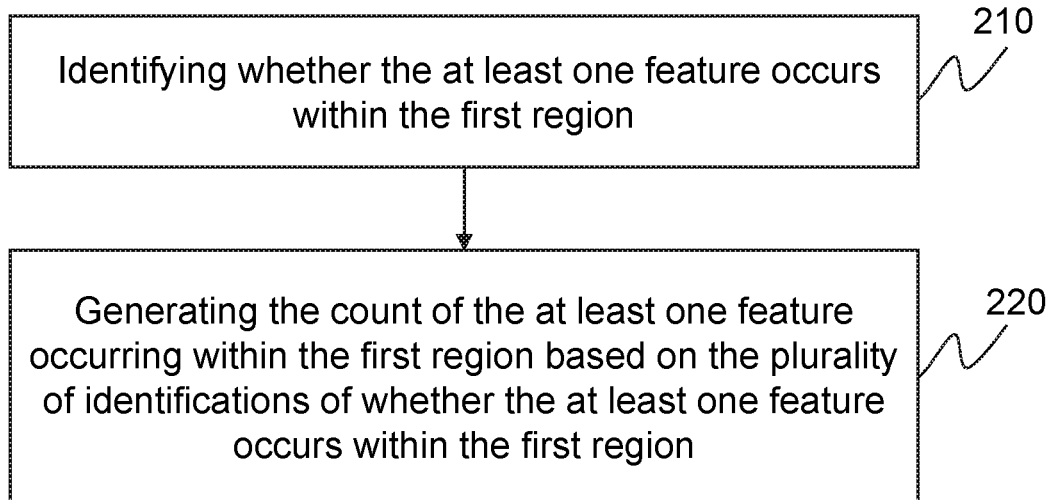 210
Identifying whether the at least one feature occurs
within the first region
220
Generating the count of the at least one feature
occurring within the first region based on the plurality
of identifications of whether the at least one feature
occurs within the first region